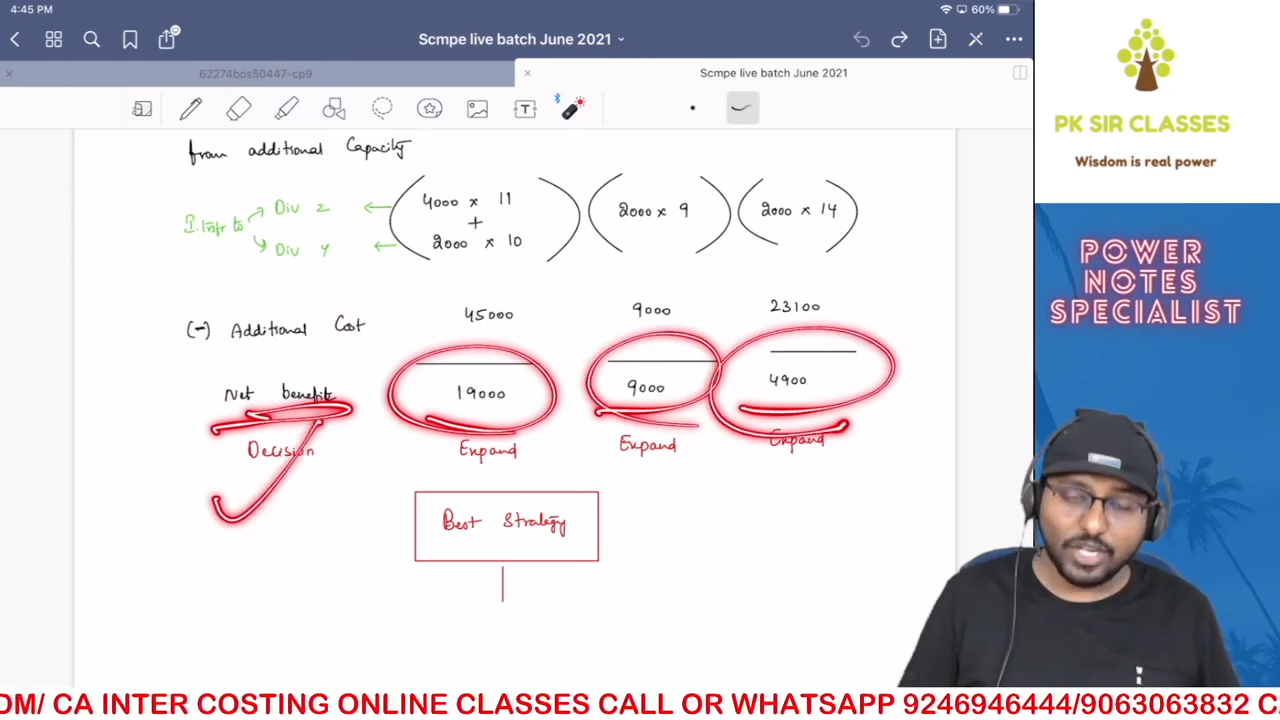 4:45 PM
60%
Scmpe live batch June 2021
62274bos50447-cp9
Scmpe live batch June 2021
from additional Capacity
Div Z
Div Y
4000 x 11
+
2000 x 10
2000 x 9
2000 x 14
(-) Additional Cost
45000
9000
23100
Net benefit
19000
9000
4900
Decision
Expand
Expand
Expand
Best Strategy
PK SIR CLASSES
Wisdom is real power
POWER
NOTES
SPECIALIST
DM/ CA INTER COSTING ONLINE CLASSES CALL OR WHATSAPP 9246946444/9063063832